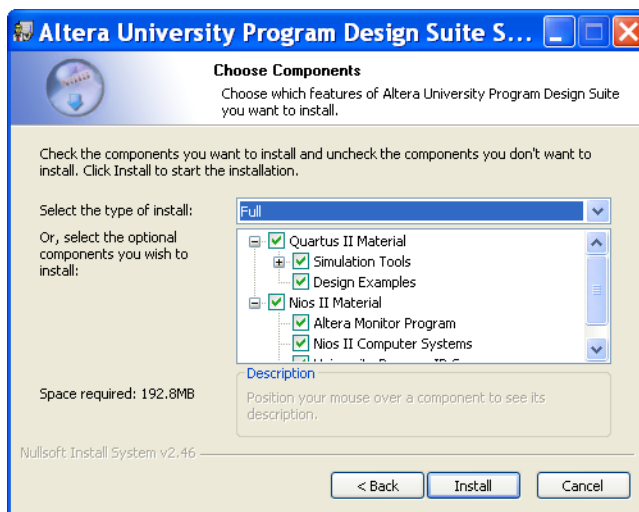 Altera University Program Design Suite S...
Choose Components
Choose which features of Altera University Program Design Suite
you want to install.
Check the components you want to install and uncheck the components you don't want to
install. Click Install to start the installation.
Select the type of install:
Full
Or, select the optional
components you wish to
install:
Quartus II Material
Simulation Tools
Design Examples
Nios II Material
Altera Monitor Program
Nios II Computer Systems
Space required: 192.8MB
Description
Position your mouse over a component to see its
description.
Nullsoft Install System v2.46
< Back
Install
Cancel